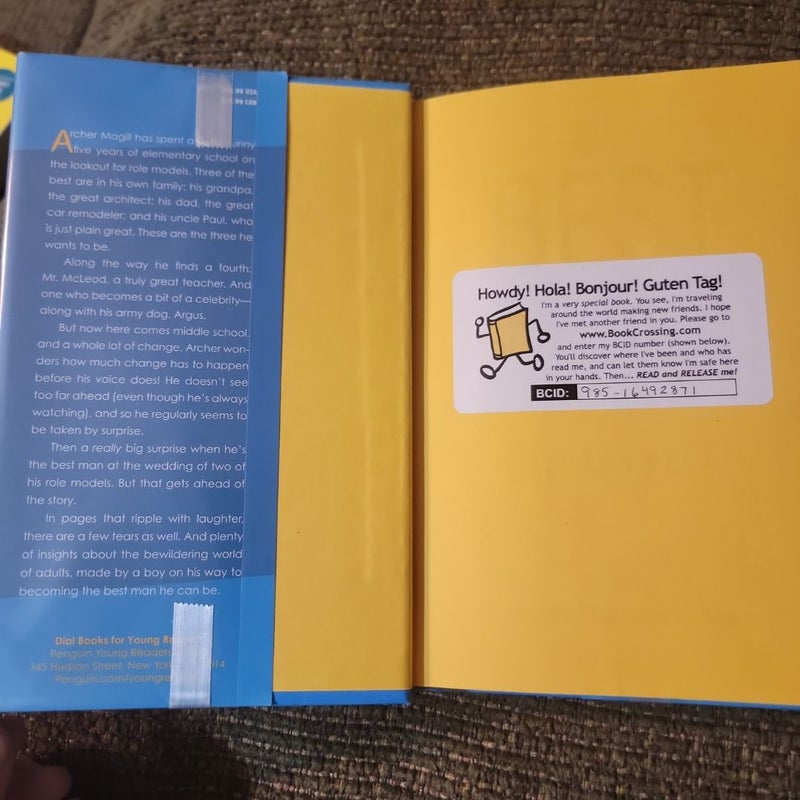 .99 USA
.99 CAN
Archer Magill has spent a unny
five years of elementary school on
the lookout for role models. Three of the
best are in his own family: his grandpa,
the great architect; his dad, the great
car remodeler; and his uncle Paul, who
is just plain great. These are the three he
wants to be.
Along the way he finds a fourth:
Mr. McLeod, a truly great teacher. And
one who becomes a bit of a celebrity—
along with his army dog, Argus.
But now here comes middle school,
and a whole lot of change. Archer won-
ders how much change has to happen
before his voice does! He doesn't see
too far ahead (even though he's always
watching), and so he regularly seems to
be taken by surprise.
Then a really big surprise when he's
the best man at the wedding of two of
his role models. But that gets ahead of
the story.
In pages that ripple with laughter,
there are a few tears as well. And plenty
of insights about the bewildering world
of adults, made by a boy on his way to
becoming the best man he can be.
Dial Books for Young Re
Penguin Young Readers
345 Hudson Street, New York 014
Penguin.com/youngre
Howdy! Hola! Bonjour! Guten Tag!
I'm a very special book. You see, I'm traveling
around the world making new friends. I hope
I've met another friend in you. Please go to
www.BookCrossing.com
and enter my BCID number (shown below).
You'll discover where I've been and who has
read me, and can let them know I'm safe here
in your hands. Then... READ and RELEASE me!
BCID: 985-16492871